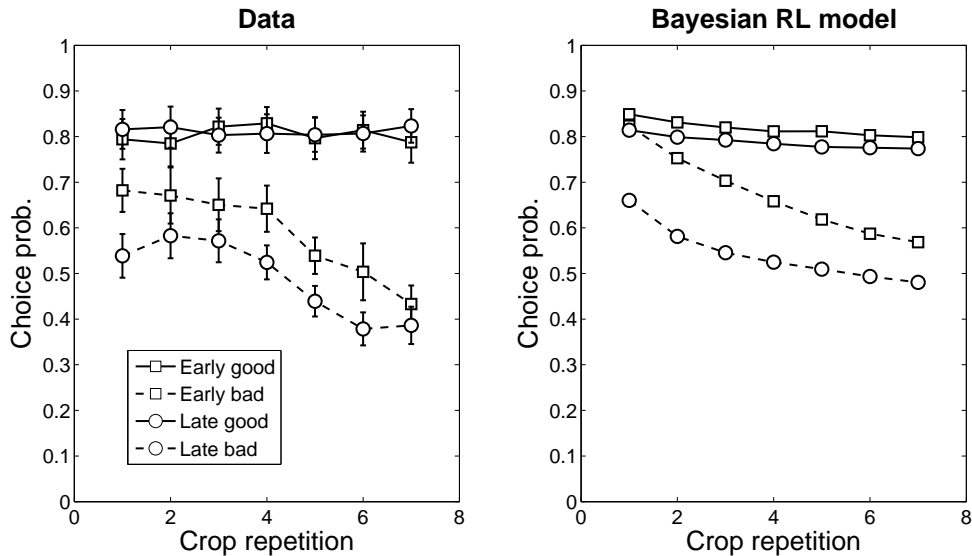 Data
Choice prob.
1
0.9
0.8
0.7
0.6
0.5
0.4
0.3
0.2
0.1
0
Early good
Early bad
Late good
Late bad
0 2 4 6 8
Crop repetition
Bayesian RL model
Choice prob.
1
0.9
0.8
0.7
0.6
0.5
0.4
0.3
0.2
0.1
0
0 2 4 6 8
Crop repetition